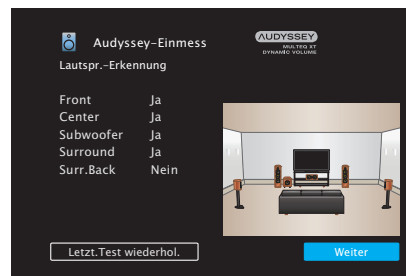 Audyssey-Einmess
AUDYSSEY
MULTEQ XT
DYNAMIC VOLUME
Lautspr.-Erkennung
Front Ja
Center Ja
Subwoofer Ja
Surround Ja
Surr.Back Nein
Letzt.Test wiederhol.
Weiter